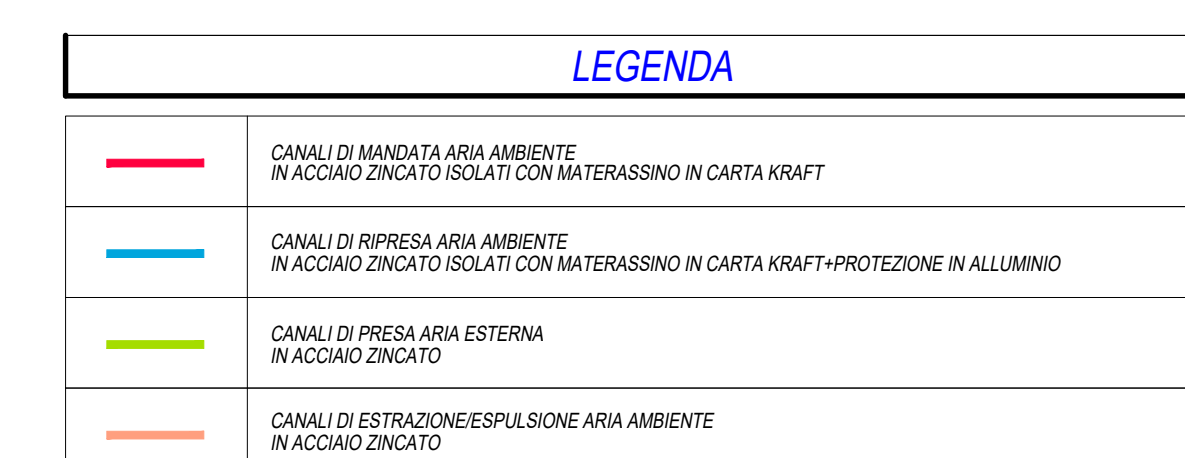 LEGENDA
CANALI DI MANDATA ARIA AMBIENTE
IN ACCIAIO ZINCATO ISOLATI CON MATERASSINO IN CARTA KRAFT
CANALI DI RIPRESA ARIA AMBIENTE
IN ACCIAIO ZINCATO ISOLATI CON MATERASSINO IN CARTA KRAFT+PROTEZIONE IN ALLUMINIO
CANALI DI PRESA ARIA ESTERNA
IN ACCIAIO ZINCATO
CANALI DI ESTRAZIONE/ESPULSIONE ARIA AMBIENTE
IN ACCIAIO ZINCATO